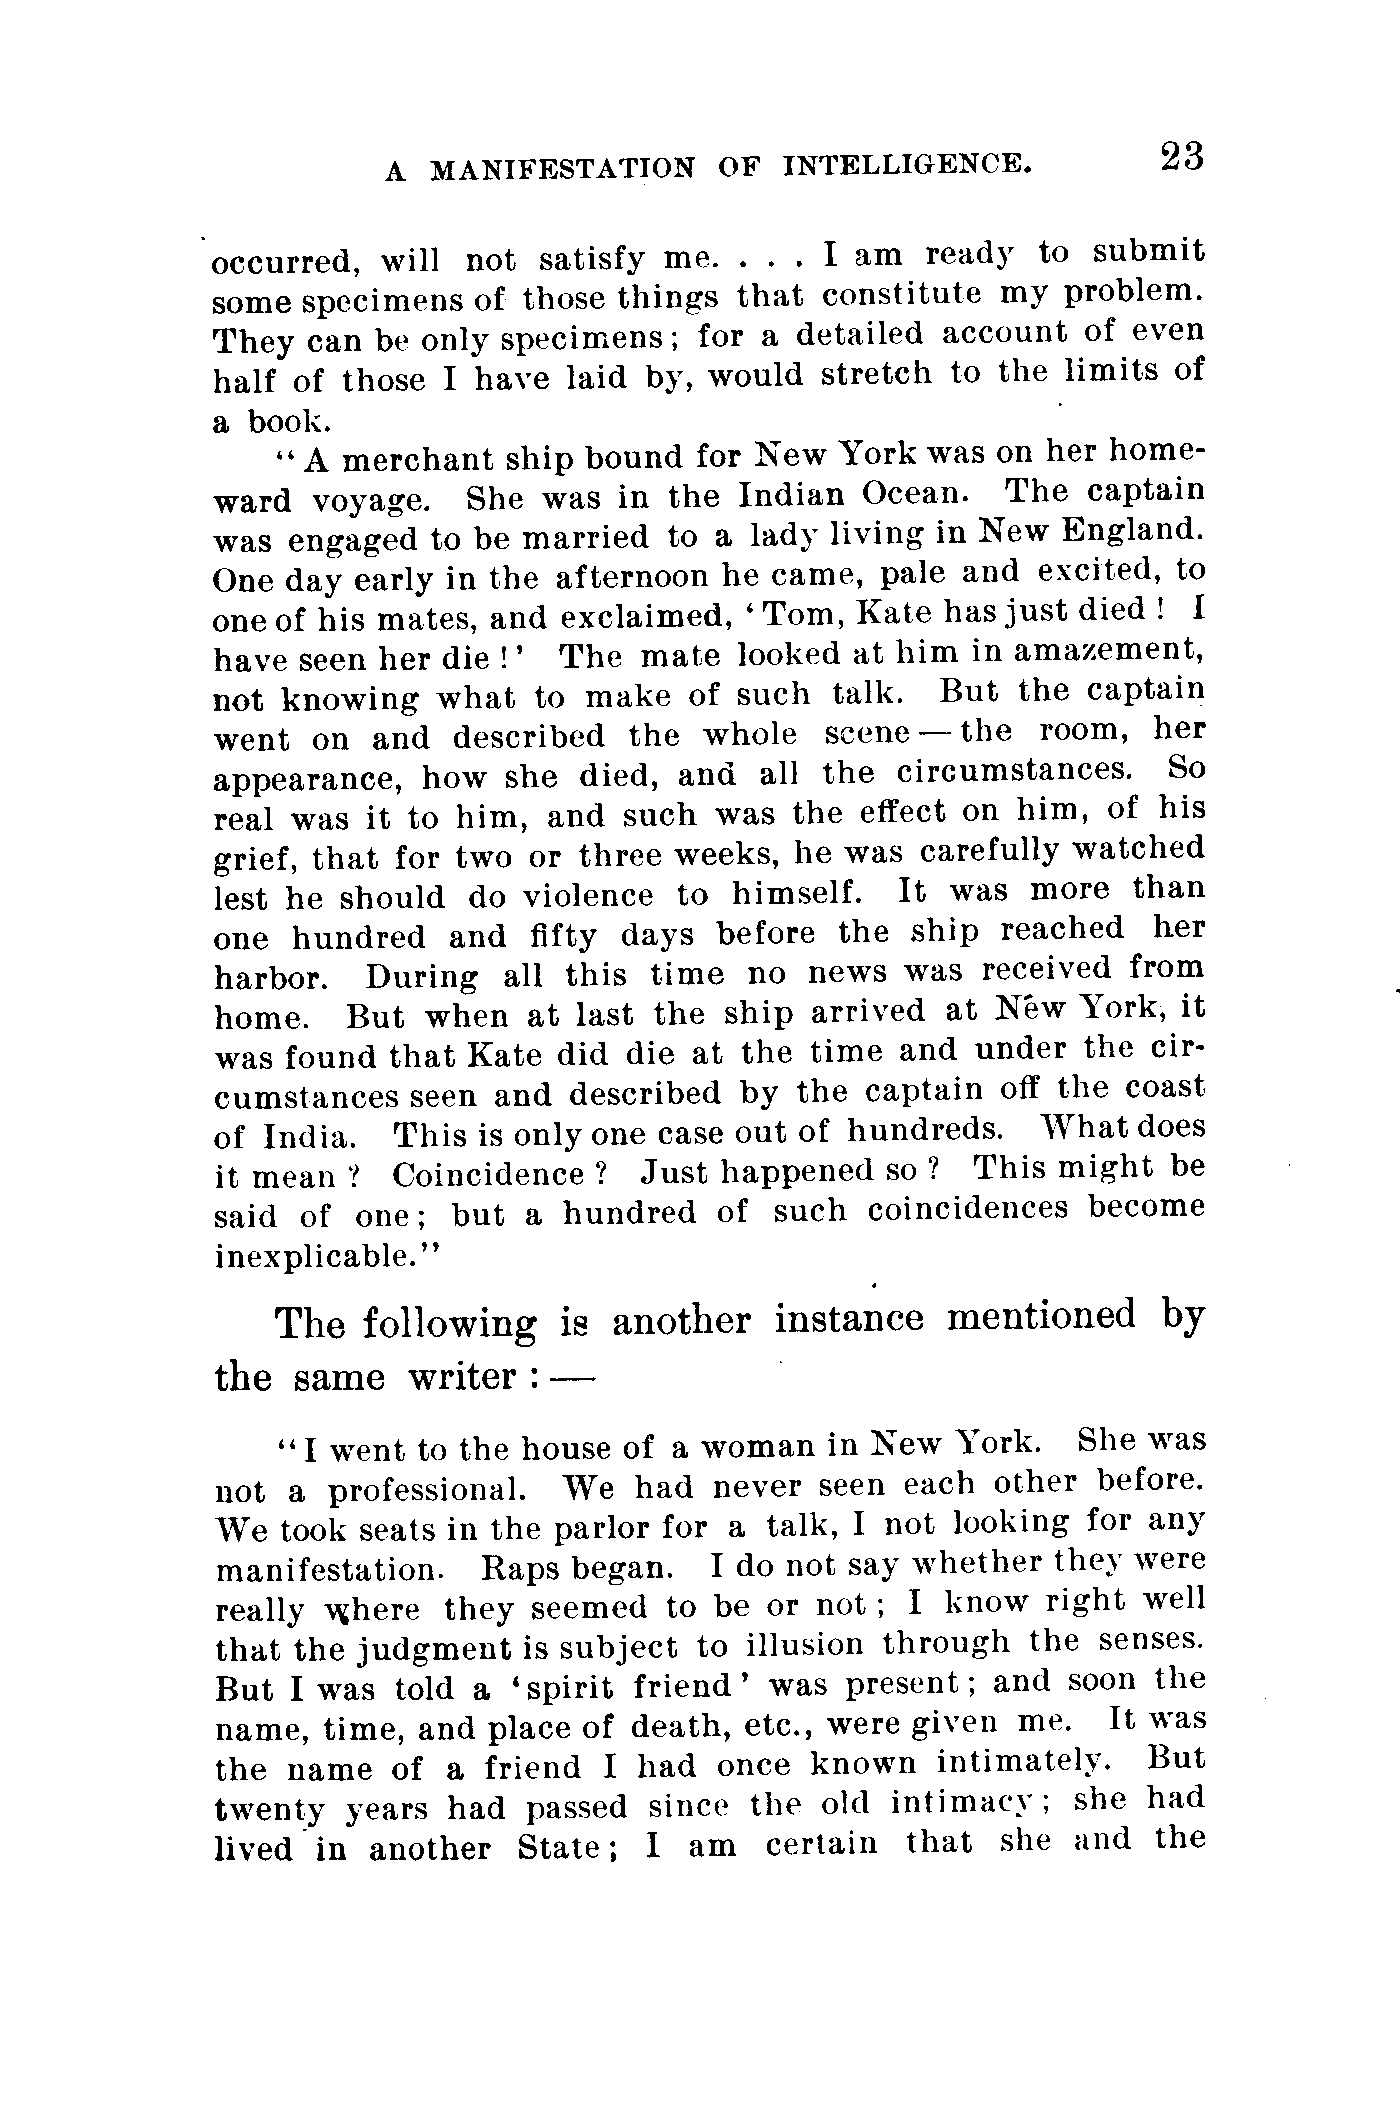 A MANIFESTATION OF INTELLIGENCE. 23
occurred, will not satisfy me. . . . I am ready to submit
some specimens of those things that constitute my problem.
They can be only specimens; for a detailed account of even
half of those I have laid by, would stretch to the limits of
a book.
“A merchant ship bound for New York was on her home-
ward voyage. She was in the Indian Ocean. The captain
was engaged to be married to a lady living in New England.
One day early in the afternoon he came, pale and excited, to
one of his mates, and exclaimed, ‘Tom, Kate has just died! I
have seen her die!’ The mate looked at him in amazement,
not knowing what to make of such talk. But the captain
went on and described the whole scene — the room, her
appearance, how she died, and all the circumstances. So
real was it to him, and such was the effect on him, of his
grief, that for two or three weeks, he was carefully watched
lest he should do violence to himself. It was more than
one hundred and fifty days before the ship reached her
harbor. During all this time no news was received from
home. But when at last the ship arrived at New York, it
was found that Kate did die at the time and under the cir-
cumstances seen and described by the captain off the coast
of India. This is only one case out of hundreds. What does
it mean? Coincidence? Just happened so? This might be
said of one; but a hundred of such coincidences become
inexplicable.”
The following is another instance mentioned by
the same writer: —
“I went to the house of a woman in New York. She was
not a professional. We had never seen each other before.
We took seats in the parlor for a talk, I not looking for any
manifestation. Raps began. I do not say whether they were
really where they seemed to be or not; I know right well
that the judgment is subject to illusion through the senses.
But I was told a ‘spirit friend’ was present; and soon the
name, time, and place of death, etc., were given me. It was
the name of a friend I had once known intimately. But
twenty years had passed since the old intimacy; she had
lived in another State; I am certain that she and the